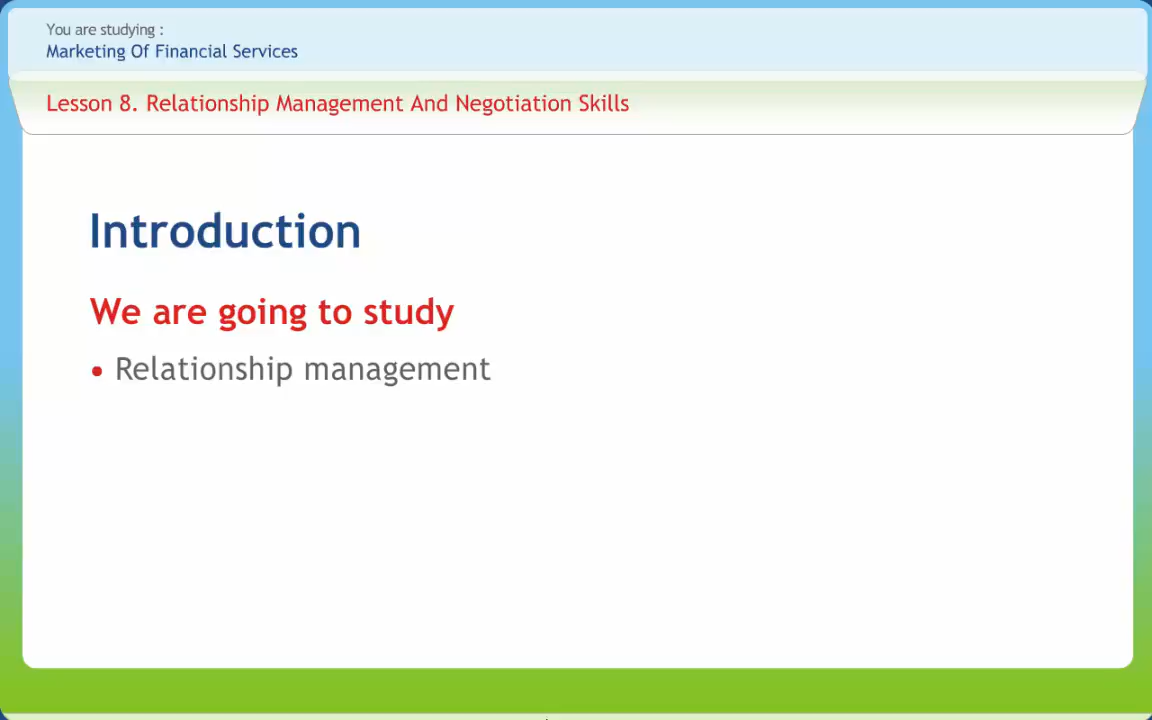 You are studying :
Marketing Of Financial Services
Lesson 8. Relationship Management And Negotiation Skills
Introduction
We are going to study
• Relationship management